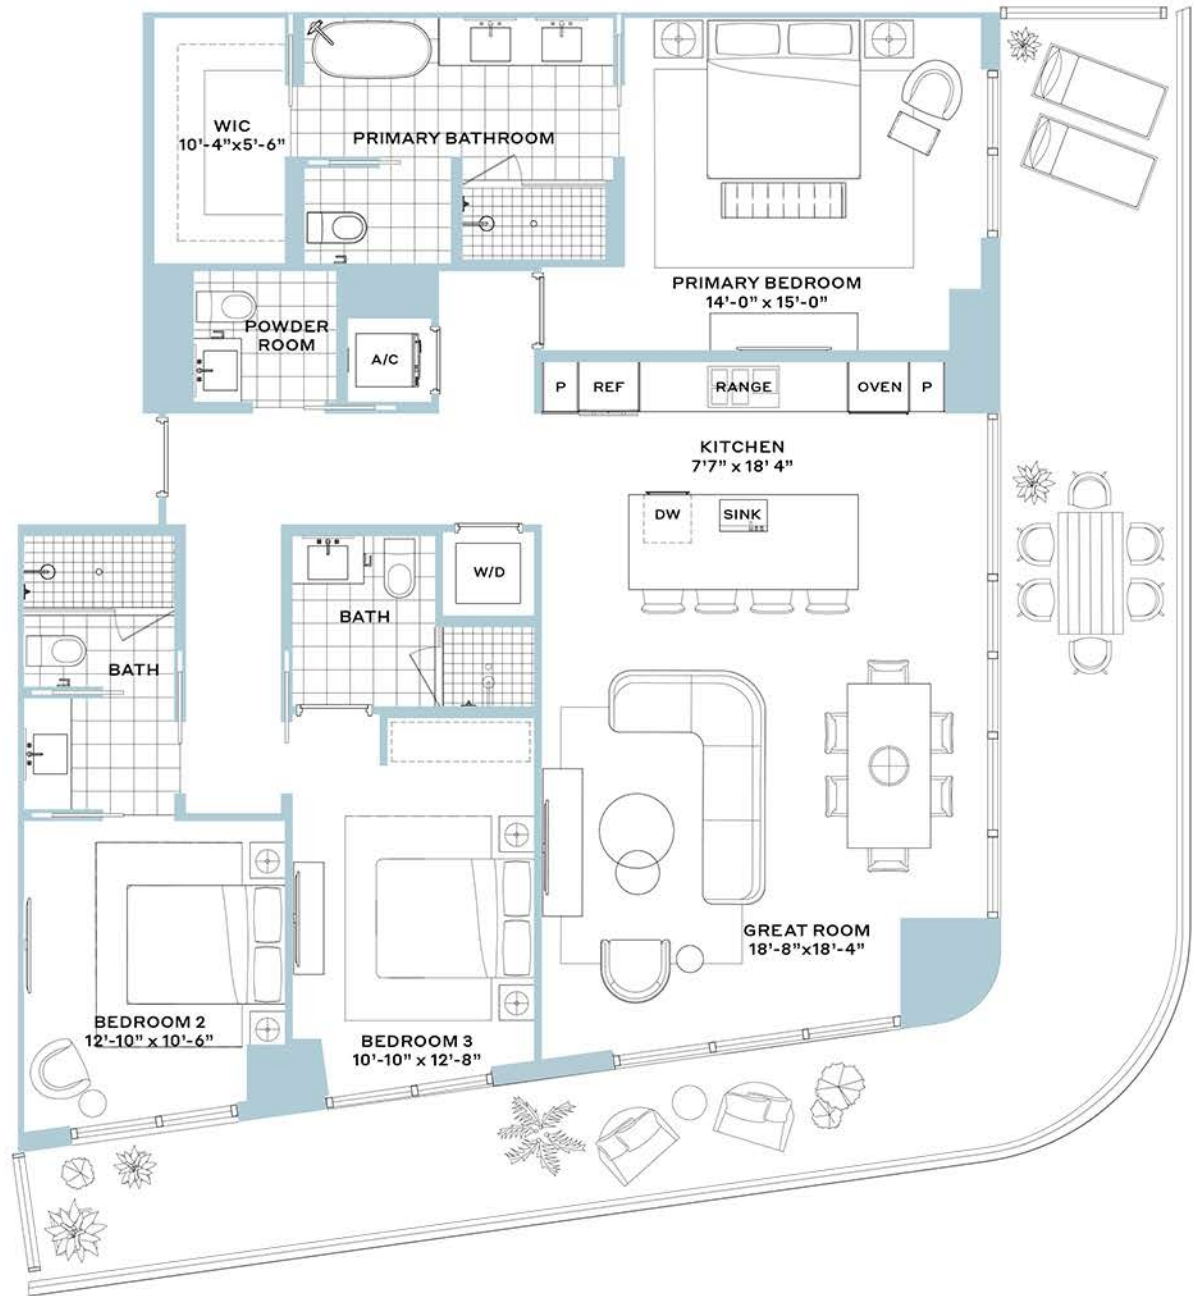 WIC
10'-4"x5'-6"
PRIMARY BATHROOM
PRIMARY BEDROOM
14'-0" x 15'-0"
POWDER
ROOM
A/C
P
REF
RANGE
OVEN
P
KITCHEN
7'7" x 18' 4"
DW
SINK
W/D
BATH
BATH
GREAT ROOM
18'-8"x18'-4"
BEDROOM 2
12'-10" x 10'-6"
BEDROOM 3
10'-10" x 12'-8"